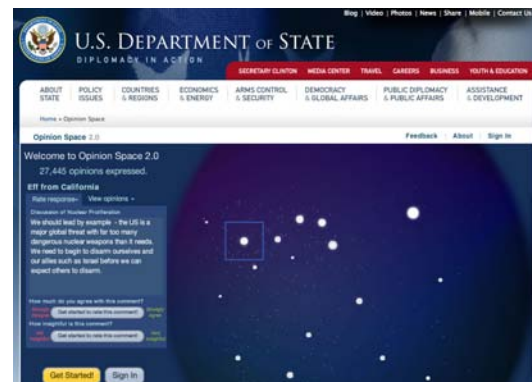 Blog | Video | Photos | News | Share | Mobile | Contact Us
U.S. DEPARTMENT OF STATE
DIPLOMACY IN ACTION
SECRETARY CLINTON MEDIA CENTER TRAVEL CAREERS BUSINESS YOUTH & EDUCATION
ABOUT STATE POLICY ISSUES COUNTRIES & REGIONS ECONOMICS & ENERGY ARMS CONTROL & SECURITY DEMOCRACY & GLOBAL AFFAIRS PUBLIC DIPLOMACY & PUBLIC AFFAIRS ASSISTANCE & DEVELOPMENT
Home » Opinion Space
Opinion Space 2.0 Feedback About Sign In
Welcome to Opinion Space 2.0
27,445 opinions expressed.
Eff from California
Rate response View opinions
Discussion of Nuclear Proliferation
We should lead by example - the US is a
major global threat with far too many
dangerous nuclear weapons than it needs.
We need to begin to disarm ourselves and
our allies such as Israel before we can
expect others to disarm.
How much do you agree with this comment?
strongly disagree Get started to rate this comment! strongly agree
How insightful is this comment?
Get started to rate this comment!
Get Started! Sign In